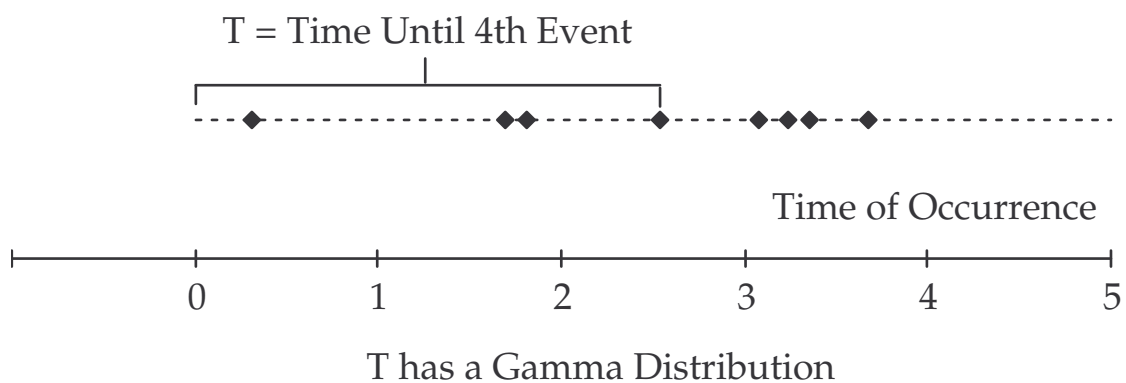 T = Time Until 4th Event
Time of Occurrence
0 1 2 3 4 5
T has a Gamma Distribution